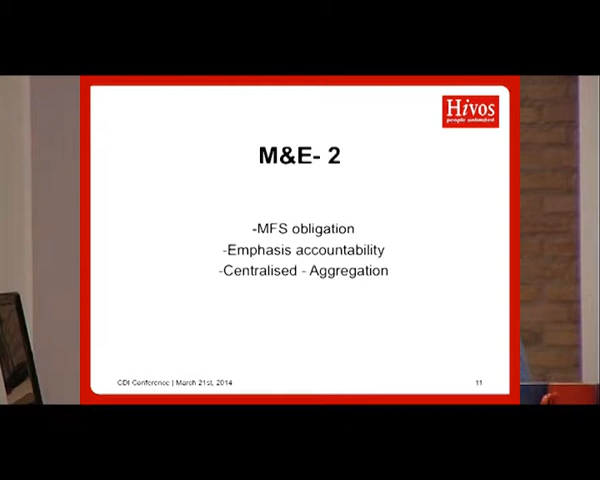 Hivos
people unlimited
M&E- 2
-MFS obligation
-Emphasis accountability
-Centralised - Aggregation
CDI Conference | March 21st, 2014
11